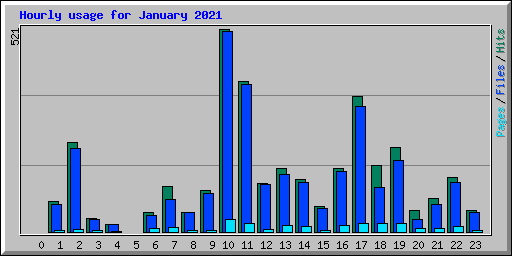 Hourly usage for January 2021
521
Pages/Files/Hits
0 1 2 3 4 5 6 7 8 9 10 11 12 13 14 15 16 17 18 19 20 21 22 23